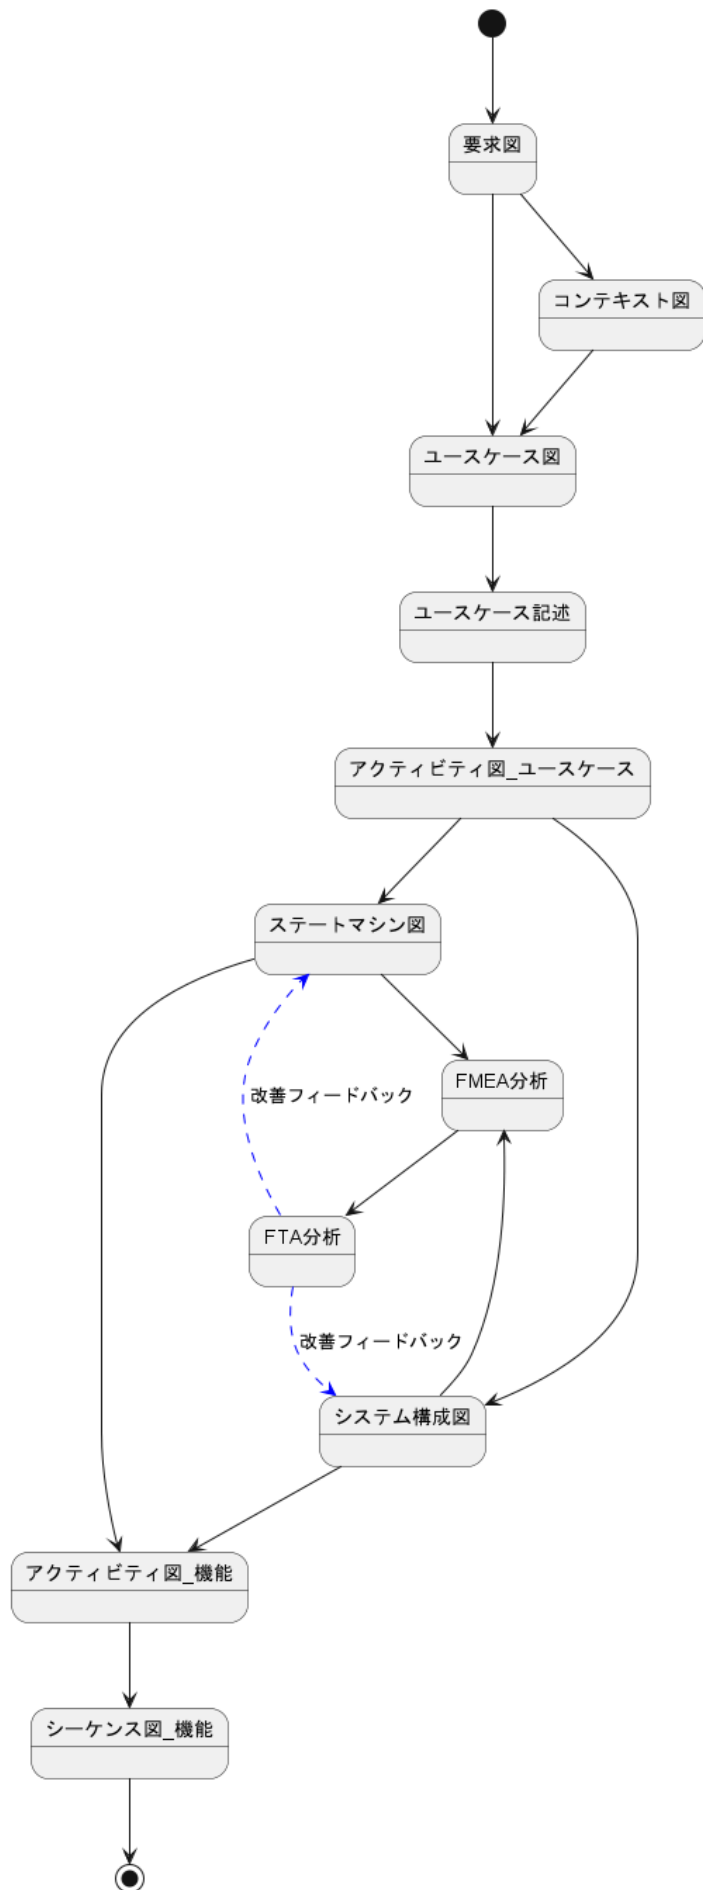 要求図
コンテキスト図
ユースケース図
ユースケース記述
アクティビティ図_ユースケース
ステートマシン図
FMEA分析
改善フィードバック
FTA分析
改善フィードバック
システム構成図
アクティビティ図_機能
シーケンス図_機能